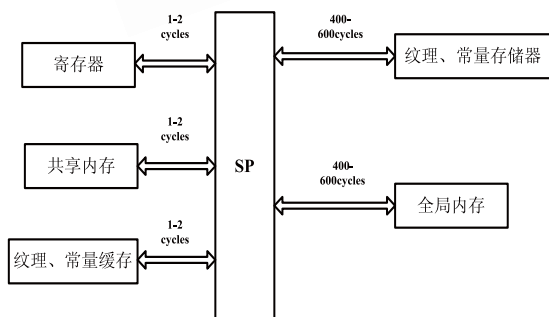 1-2
cycles
寄存器
1-2
cycles
共享内存
1-2
cycles
纹理、常量缓存
SP
400-
600cycles
纹理、常量存储器
400-
600cycles
全局内存